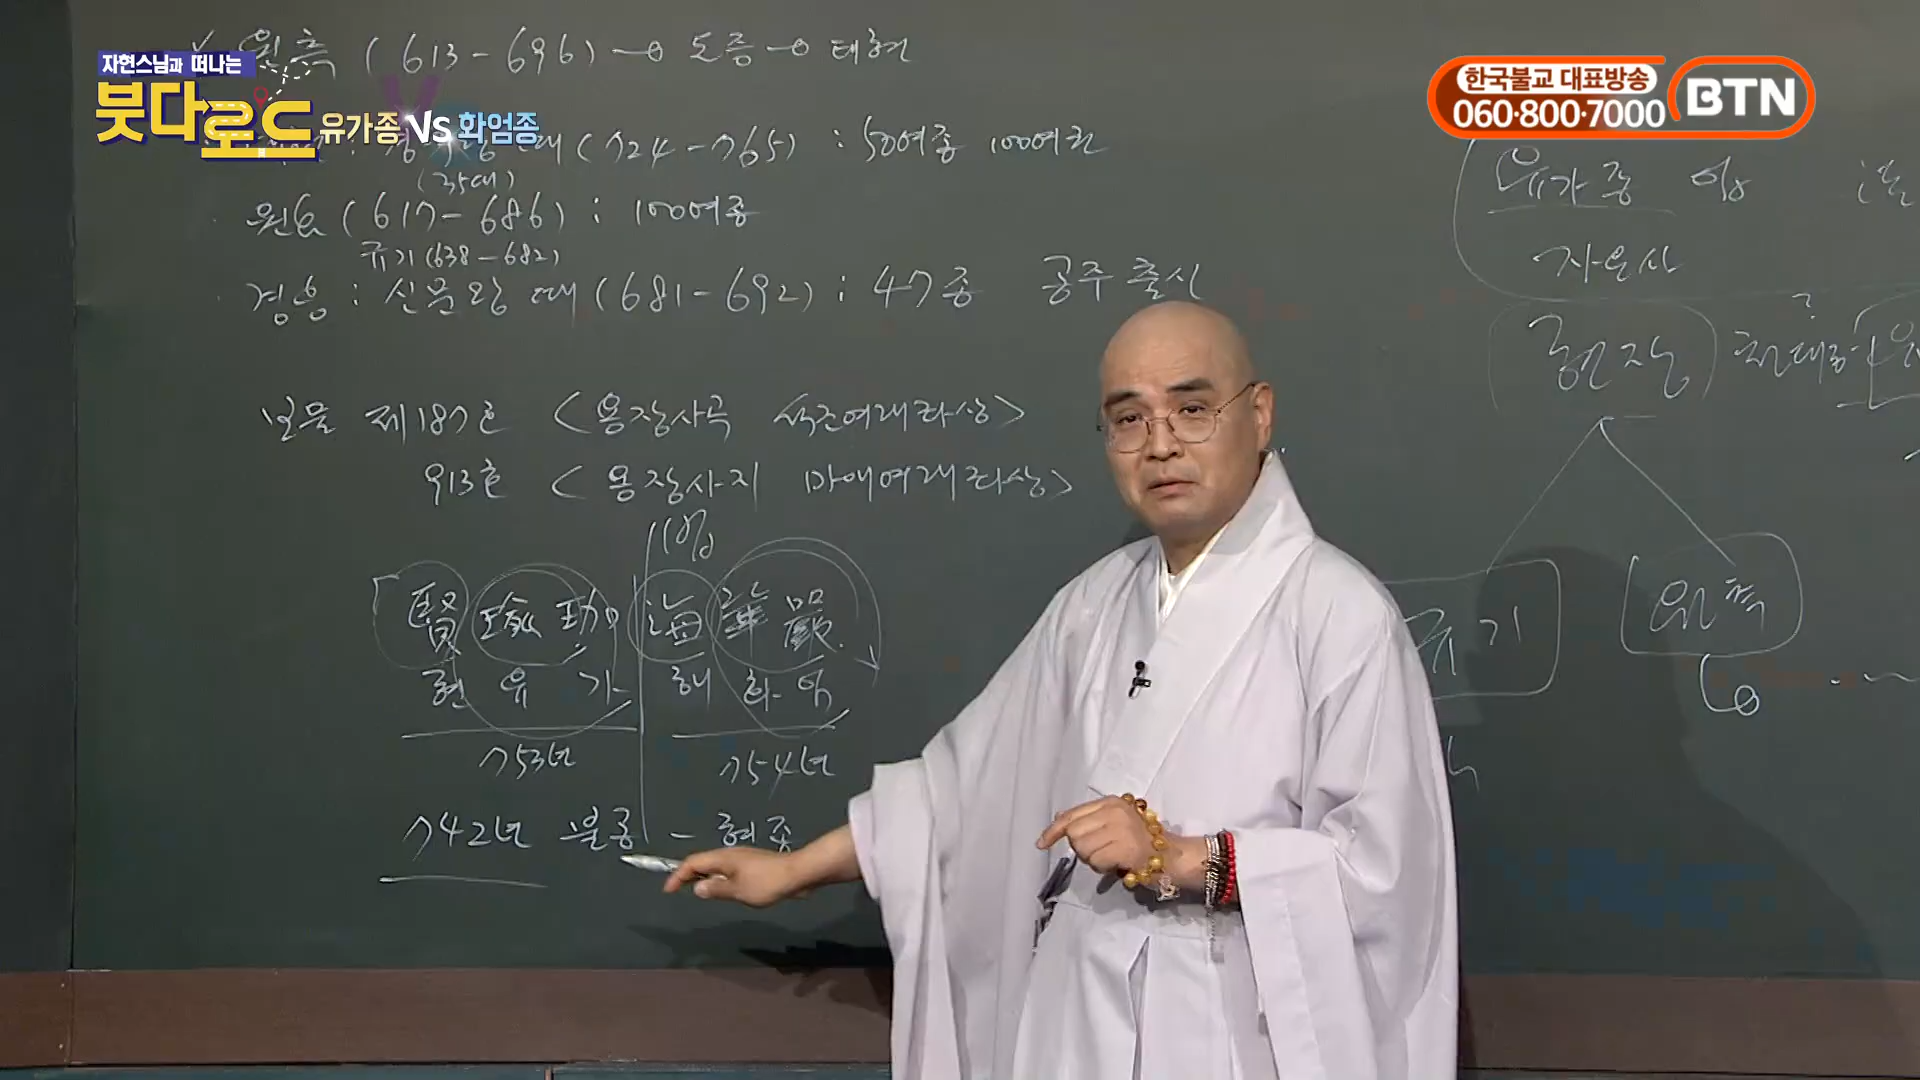 자현스님과 떠나는
붓다로드 유가종 VS 화엄종
한국불교 대표방송
060·800·7000 BTN
원측 (613-696) → 도증 → 태현
대 (724-765) : 50여종 100여권
(35대)
원효 (617-686) : 100여종
규기 (638-682)
경흥 : 신문왕 때 (681-692) : 47종 공주 출신
보물 제187호 <용장사곡 석조여래좌상>
913호 <용장사지 마애여래좌상>
賢 瑜 珈 海 華 嚴
현 유 가 해 화 엄
753년 754년
742년 불공 - 현종
유가종
자은사
현장
규기
원측